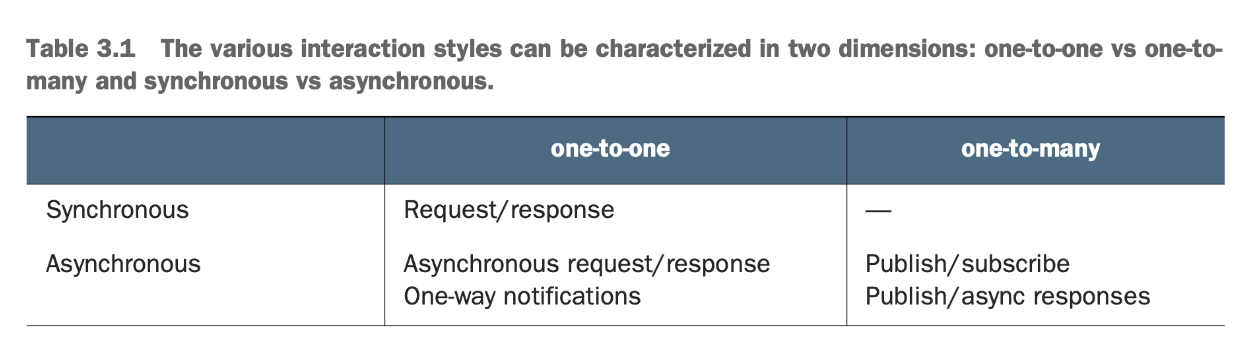 Table 3.1 The various interaction styles can be characterized in two dimensions: one-to-one vs one-to-
many and synchronous vs asynchronous.
one-to-one one-to-many
Synchronous Request/response —
Asynchronous Asynchronous request/response Publish/subscribe
One-way notifications Publish/async responses